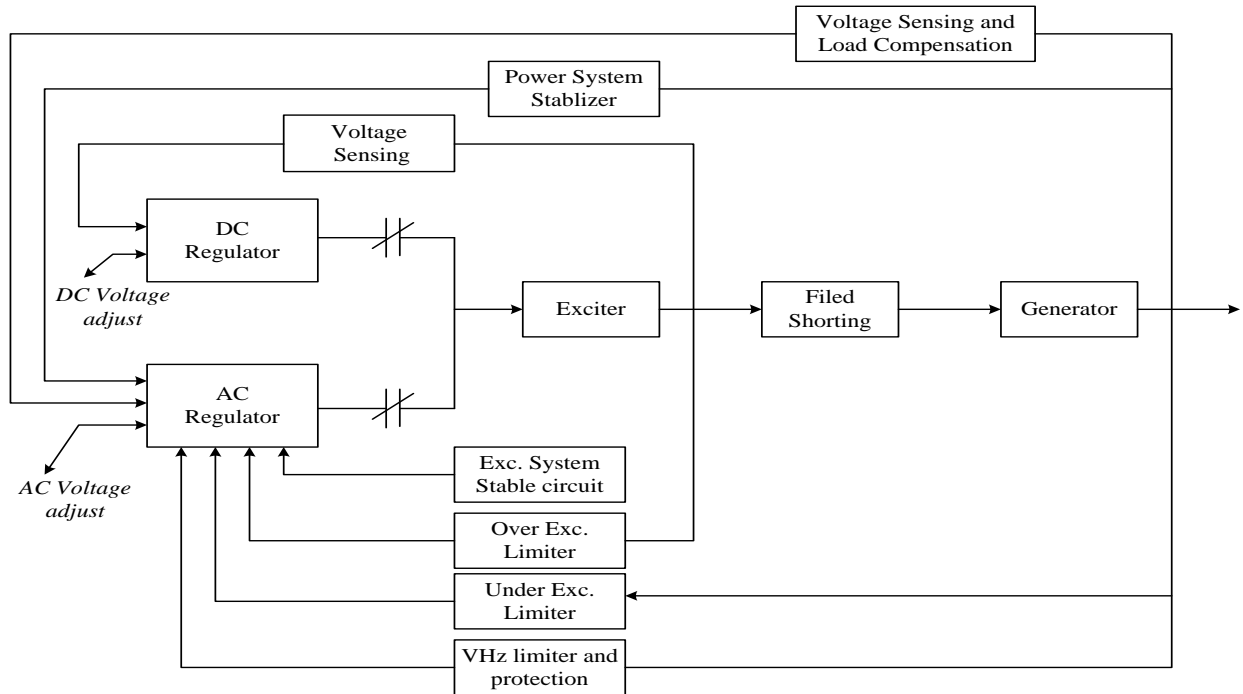 Voltage Sensing and
Load Compensation
Power System
Stablizer
Voltage
Sensing
DC
Regulator
DC Voltage
adjust
Exciter
Filed
Shorting
Generator
AC
Regulator
AC Voltage
adjust
Exc. System
Stable circuit
Over Exc.
Limiter
Under Exc.
Limiter
VHz limiter and
protection